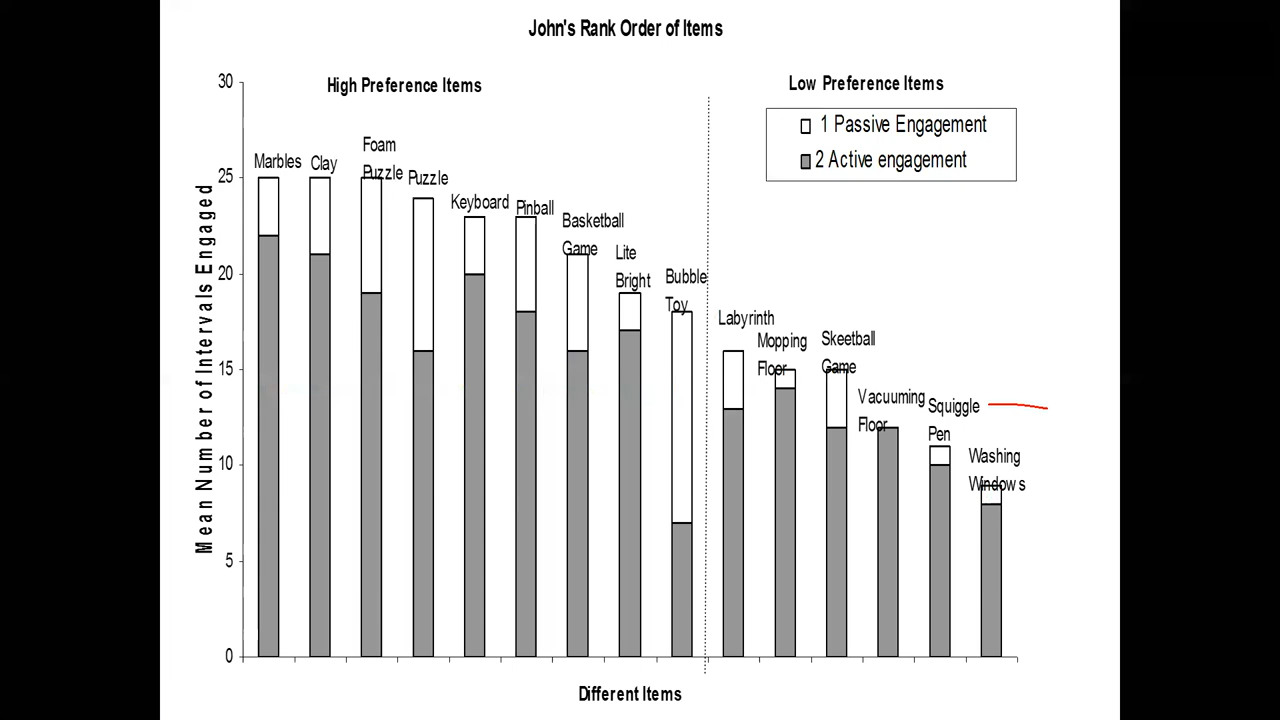 John's Rank Order of Items
High Preference Items
Low Preference Items
1 Passive Engagement
2 Active engagement
Mean Number of Intervals Engaged
30
25
20
15
10
5
0
Marbles
Clay
Foam
Puzzle
Puzzle
Keyboard
Pinball
Basketball
Game
Lite
Bright
Bubble
Toy
Labyrinth
Mopping
Floor
Skeetball
Game
Vacuuming
Floor
Squiggle
Pen
Washing
Windows
Different Items